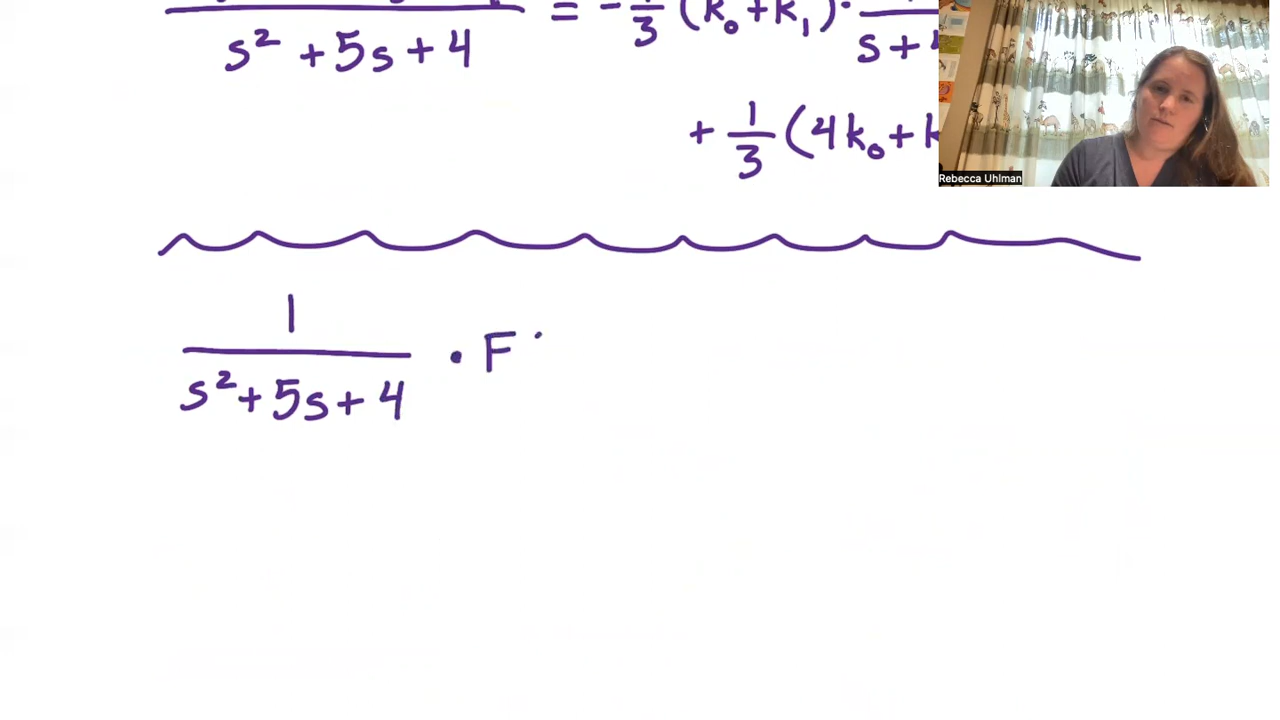 s² + 5s + 4 = - 1/3 (k₀ + k₁) ·
s +
+ 1/3 (4k₀ +
Rebecca Uhlman
1
s² + 5s + 4 · F